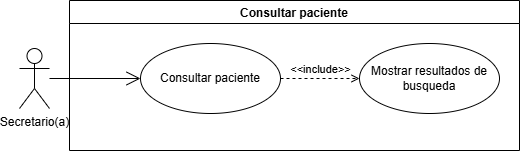 Consultar paciente
Consultar paciente
<<include>>
Mostrar resultados de
busqueda
Secretario(a)